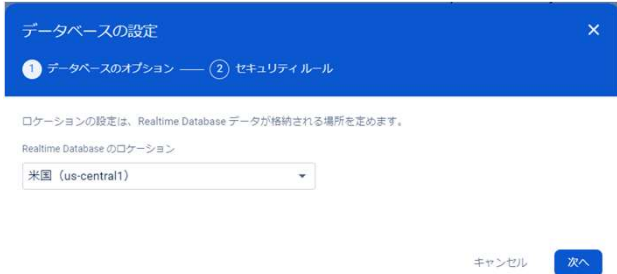 データベースの設定
1 データベースのオプション 2 セキュリティ ルール
ロケーションの設定は、Realtime Database データが格納される場所を定めます。
Realtime Database のロケーション
米国（us-central1）
キャンセル 次へ